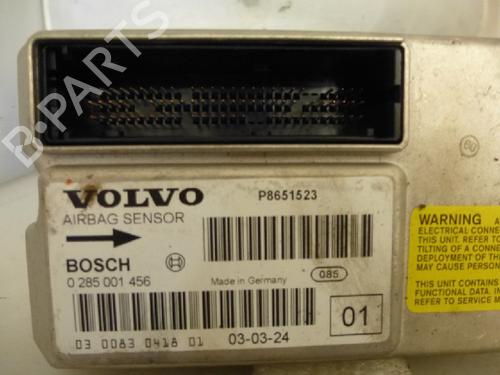 B-PARTS
VOLVO
AIRBAG SENSOR
P8651523
BOSCH
0 285 001 456
Made in Germany
085
03 0083 0418 01
03-03-24
01
WARNING
ELECTRICAL CONNE
THIS UNIT. REFER TO
TILTING OF A CONNE
DEPLOYMENT OF THE
MAY CAUSE PERSON
THIS UNIT CONTAINS
FUNCTIONAL DATA. IN
REFER TO SERVICE M